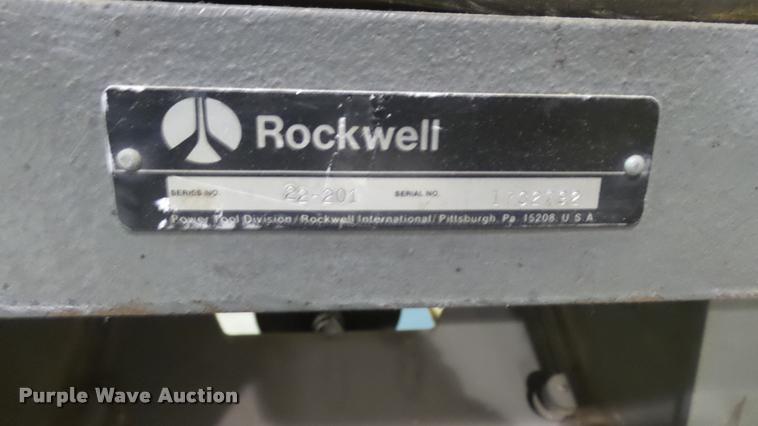 Rockwell
SERIES NO. 22-201 SERIAL NO.
Power Tool Division/Rockwell International/Pittsburgh, Pa. 15208, U S A
Purple Wave Auction